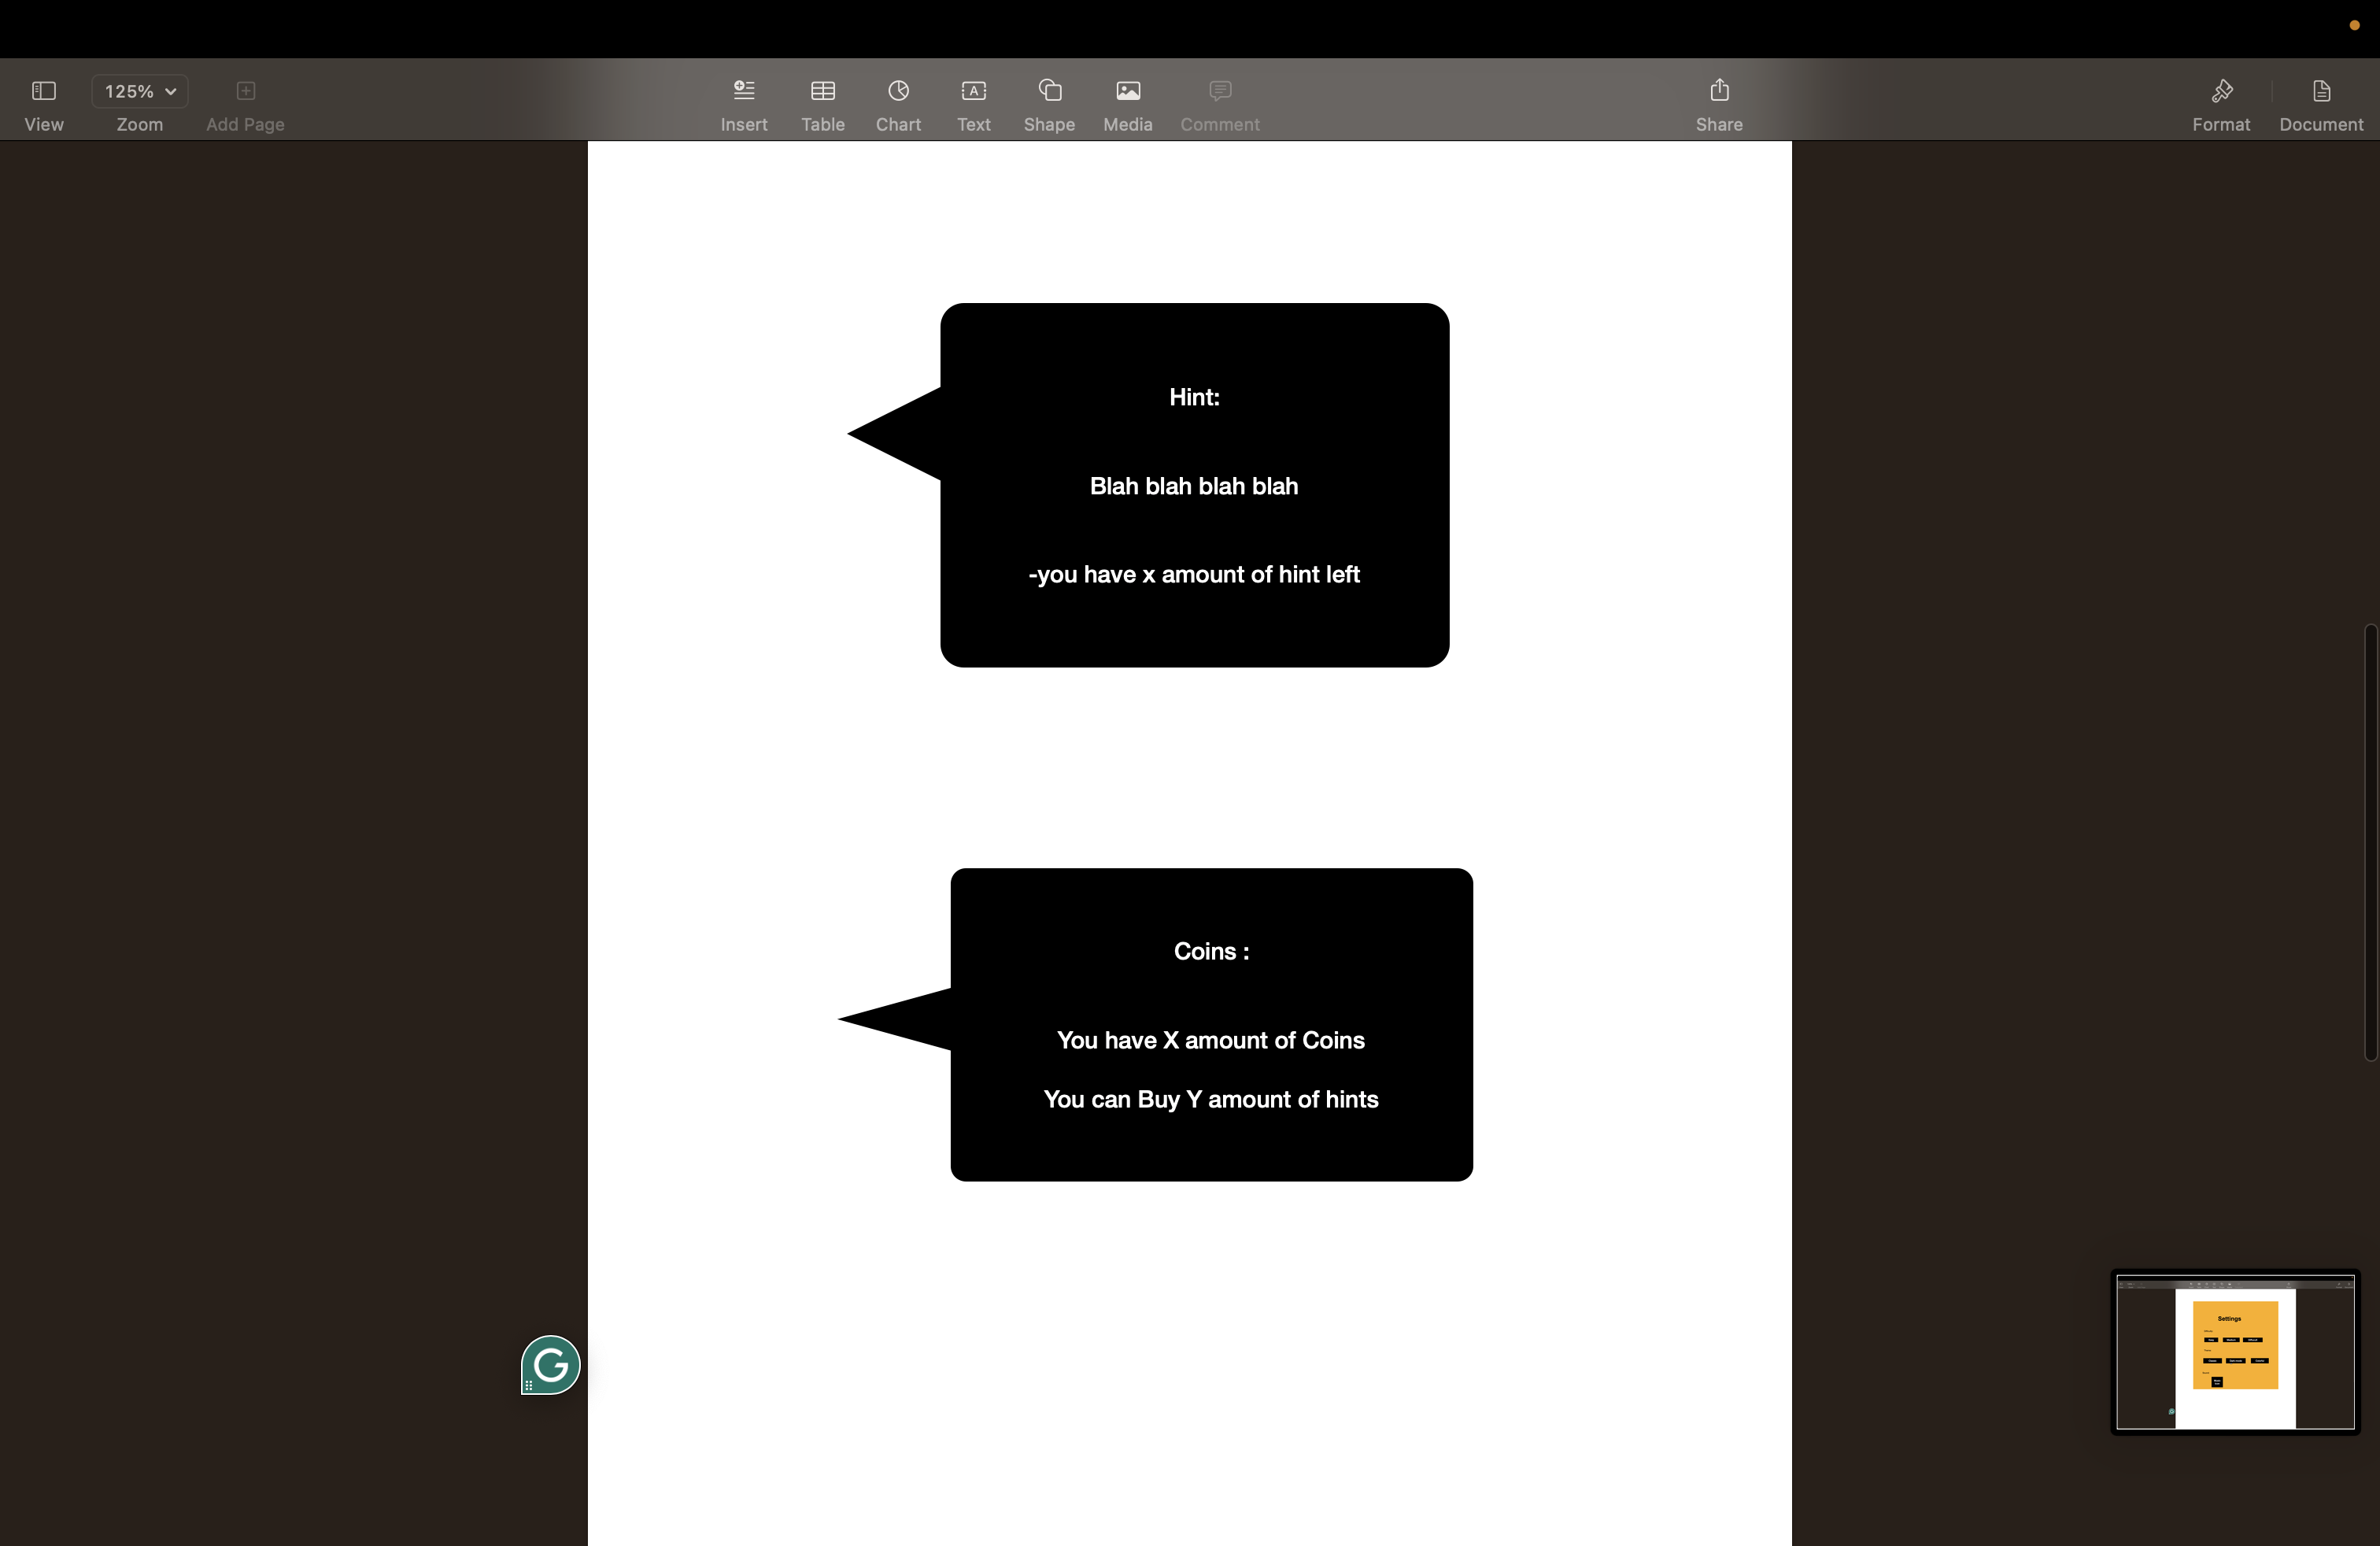 125%
View
Zoom
Add Page
Insert
Table
Chart
Text
Shape
Media
Comment
Share
Format
Document
Hint:
Blah blah blah blah
-you have x amount of hint left
Coins :
You have X amount of Coins
You can Buy Y amount of hints
Settings